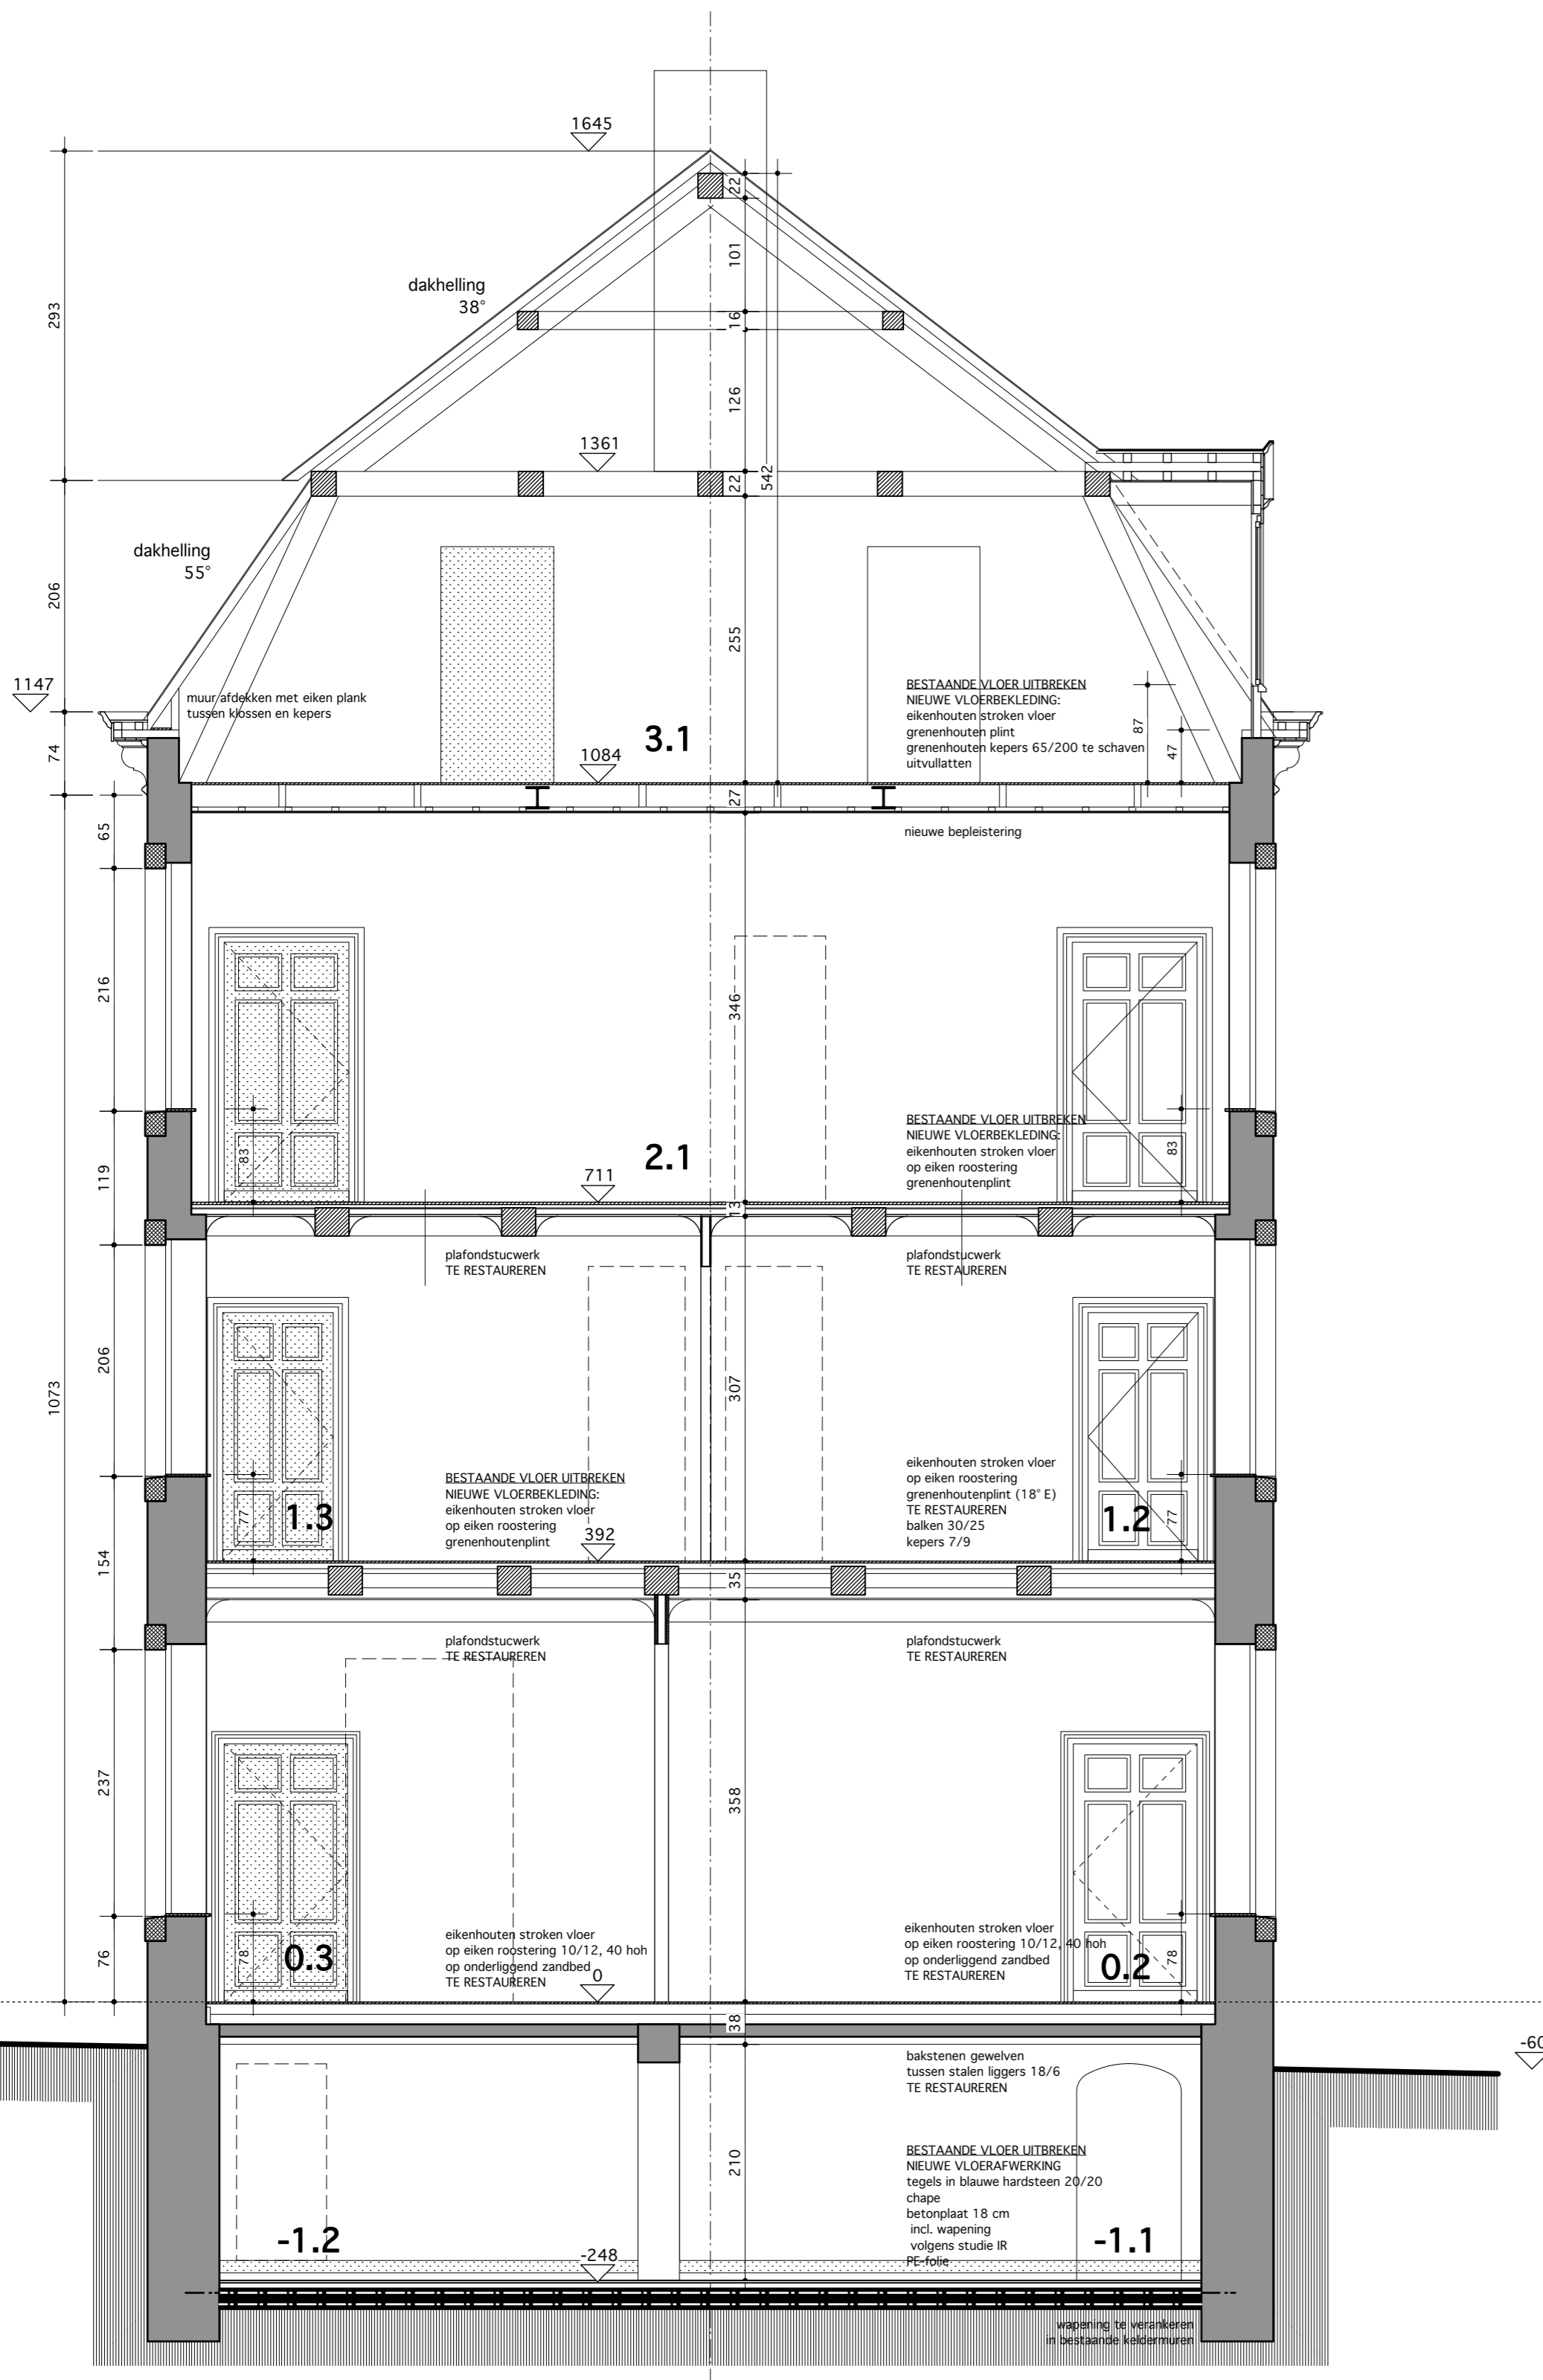 1645
22
101
dakhelling
38°
293
16
126
1361
22
542
dakhelling
55°
206
255
1147
muur afdekken met eiken plank
tussen klossen en kepers
74
3.1
BESTAANDE VLOER UITBREKEN
NIEUWE VLOERBEKLEDING:
eikenhouten stroken vloer
grenenhouten plint
grenenhouten kepers 65/200 te schaven
uitvullatten
87
47
1084
27
65
nieuwe bepleistering
216
346
119
83
2.1
711
BESTAANDE VLOER UITBREKEN
NIEUWE VLOERBEKLEDING:
eikenhouten stroken vloer
op eiken roostering
grenenhoutenplint
83
13
plafondstucwerk
TE RESTAUREREN
plafondstucwerk
TE RESTAUREREN
206
1073
307
154
77
1.3
BESTAANDE VLOER UITBREKEN
NIEUWE VLOERBEKLEDING:
eikenhouten stroken vloer
op eiken roostering
grenenhoutenplint
392
eikenhouten stroken vloer
op eiken roostering
grenenhoutenplint (18° E)
TE RESTAUREREN
balken 30/25
kepers 7/9
1.2
77
35
plafondstucwerk
TE RESTAUREREN
plafondstucwerk
TE RESTAUREREN
237
358
76
78
0.3
eikenhouten stroken vloer
op eiken roostering 10/12, 40 hoh
op onderliggend zandbed
TE RESTAUREREN
0
eikenhouten stroken vloer
op eiken roostering 10/12, 40 hoh
op onderliggend zandbed
TE RESTAUREREN
0.2
78
38
-60
bakstenen gewelven
tussen stalen liggers 18/6
TE RESTAUREREN
210
BESTAANDE VLOER UITBREKEN
NIEUWE VLOERAFWERKING
tegels in blauwe hardsteen 20/20
chape
betonplaat 18 cm
incl. wapening
volgens studie IR
PE-folie
-1.2
-248
-1.1
wapening te verankeren
in bestaande keldermuren